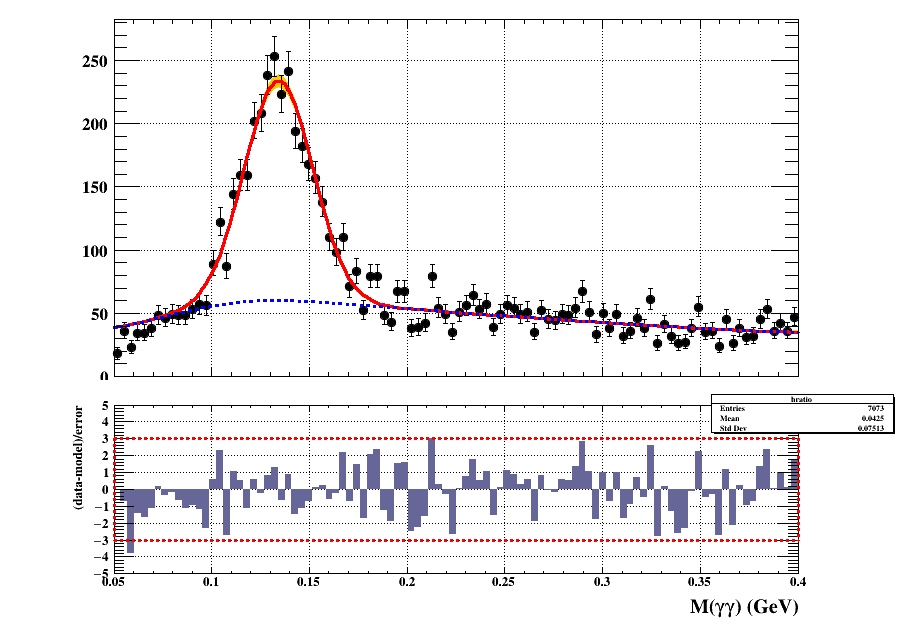 250
200
150
100
50
0
hratio
Entries 7073
Mean 0.0425
Std Dev 0.07513
(data-model)/error
5
4
3
2
1
0
−1
−2
−3
−4
−5
0.05 0.1 0.15 0.2 0.25 0.3 0.35 0.4
M(γγ) (GeV)